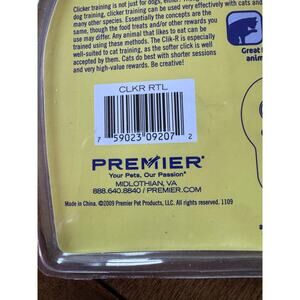 Clicker training is not just for dogs, either!
dog training, clicker training can be used very effectively with cats and
many other species. Essentially the concepts are the
same, though the treats and/or other rewards you
use may differ. Any animal that likes to eat can be
trained using these methods. The Clik-R is especially
well-suited to cat training, as the softer click is well
accepted by them. Cats do best with shorter sessions
and very high-value rewards. Be creative!
Great
anim
CLKR RTL
7 59023 09207 2
PREMIER®
Your Pets, Our Passion®
MIDLOTHIAN, VA
888.640.8840 / PREMIER.COM
Made in China. ©2009 Premier Pet Products, LLC. All rights reserved. 1109